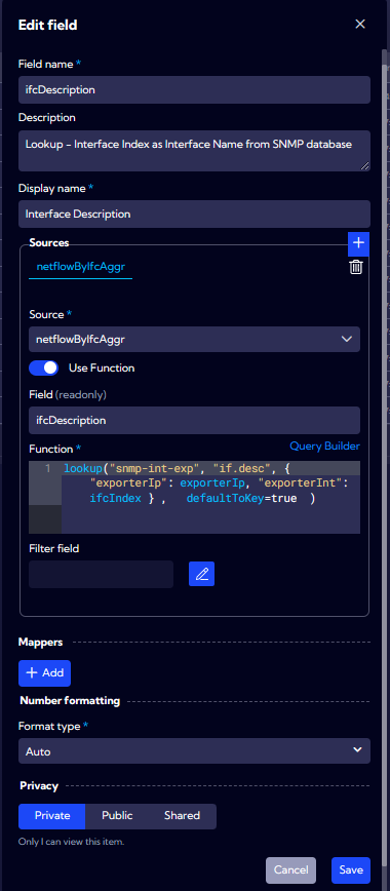 Edit field
Field name *
ifcDescription
Description
Lookup - Interface Index as Interface Name from SNMP database
Display name *
Interface Description
Sources
netflowByIfcAggr
Source *
netflowByIfcAggr
Use Function
Field (readonly)
ifcDescription
Function *
Query Builder
1 lookup("snmp-int-exp", "if.desc", {
"exporterIp": exporterIp, "exporterInt":
ifcIndex } , defaultToKey=true )
Filter field
Mappers
+ Add
Number formatting
Format type *
Auto
Privacy
Private Public Shared
Only I can view this item.
Cancel Save